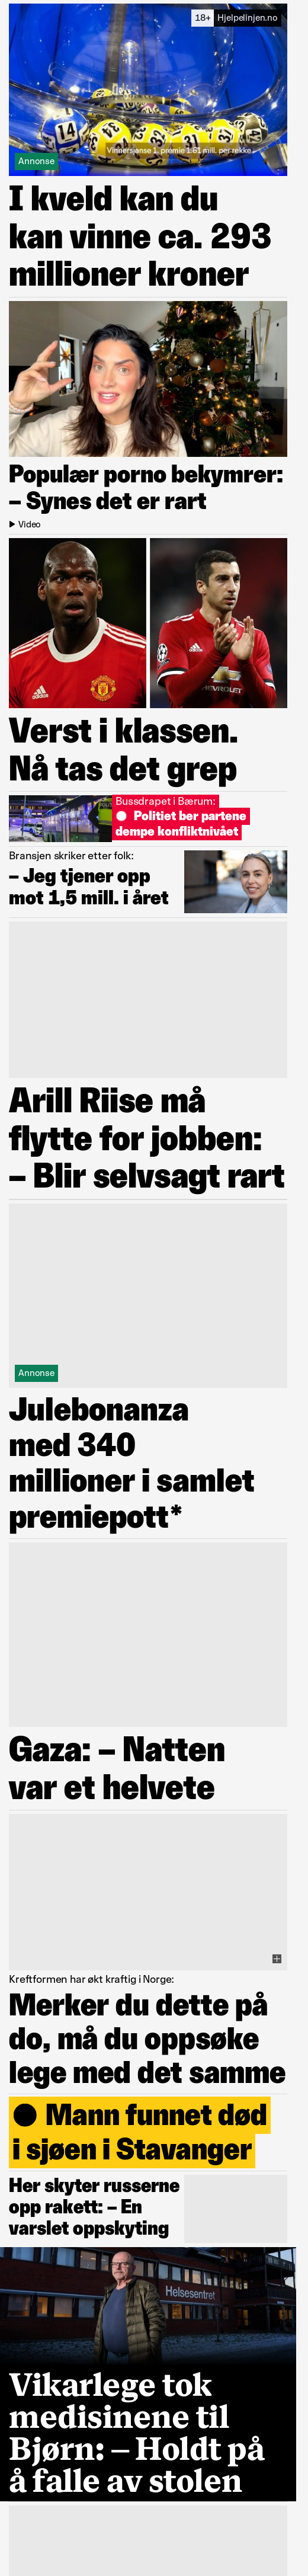 18+ Hjelpelinjen.no
14
Vinnersjanse 1. premie 1:61 mill. per rekke.
Annonse
I kveld kan du
kan vinne ca. 293
millioner kroner
Populær porno bekymrer:
– Synes det er rart
Video
CHEVROLET
Verst i klassen.
Nå tas det grep
Bussdrapet i Bærum:
Politiet ber partene
dempe konfliktnivået
Bransjen skriker etter folk:
– Jeg tjener opp
mot 1,5 mill. i året
Arill Riise må
flytte for jobben:
– Blir selvsagt rart
Annonse
Julebonanza
med 340
millioner i samlet
premiepott*
Gaza: – Natten
var et helvete
Kreftformen har økt kraftig i Norge:
Merker du dette på
do, må du oppsøke
lege med det samme
Mann funnet død
i sjøen i Stavanger
Her skyter russerne
opp rakett: – En
varslet oppskyting
Helsesentret
Vikarlege tok
medisinene til
Bjørn: – Holdt på
å falle av stolen